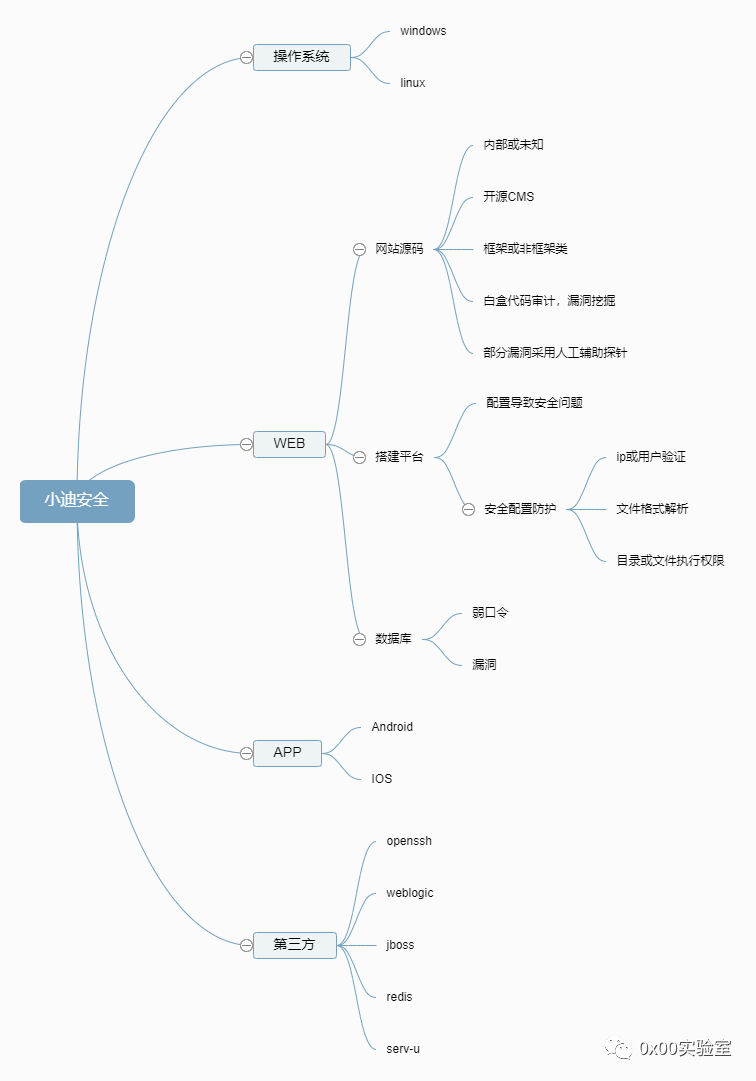 小迪安全
操作系统
windows
linux
WEB
网站源码
内部或未知
开源CMS
框架或非框架类
白盒代码审计，漏洞挖掘
部分漏洞采用人工辅助探针
搭建平台
配置导致安全问题
安全配置防护
ip或用户验证
文件格式解析
目录或文件执行权限
数据库
弱口令
漏洞
APP
Android
IOS
第三方
openssh
weblogic
jboss
redis
serv-u
0x00实验室